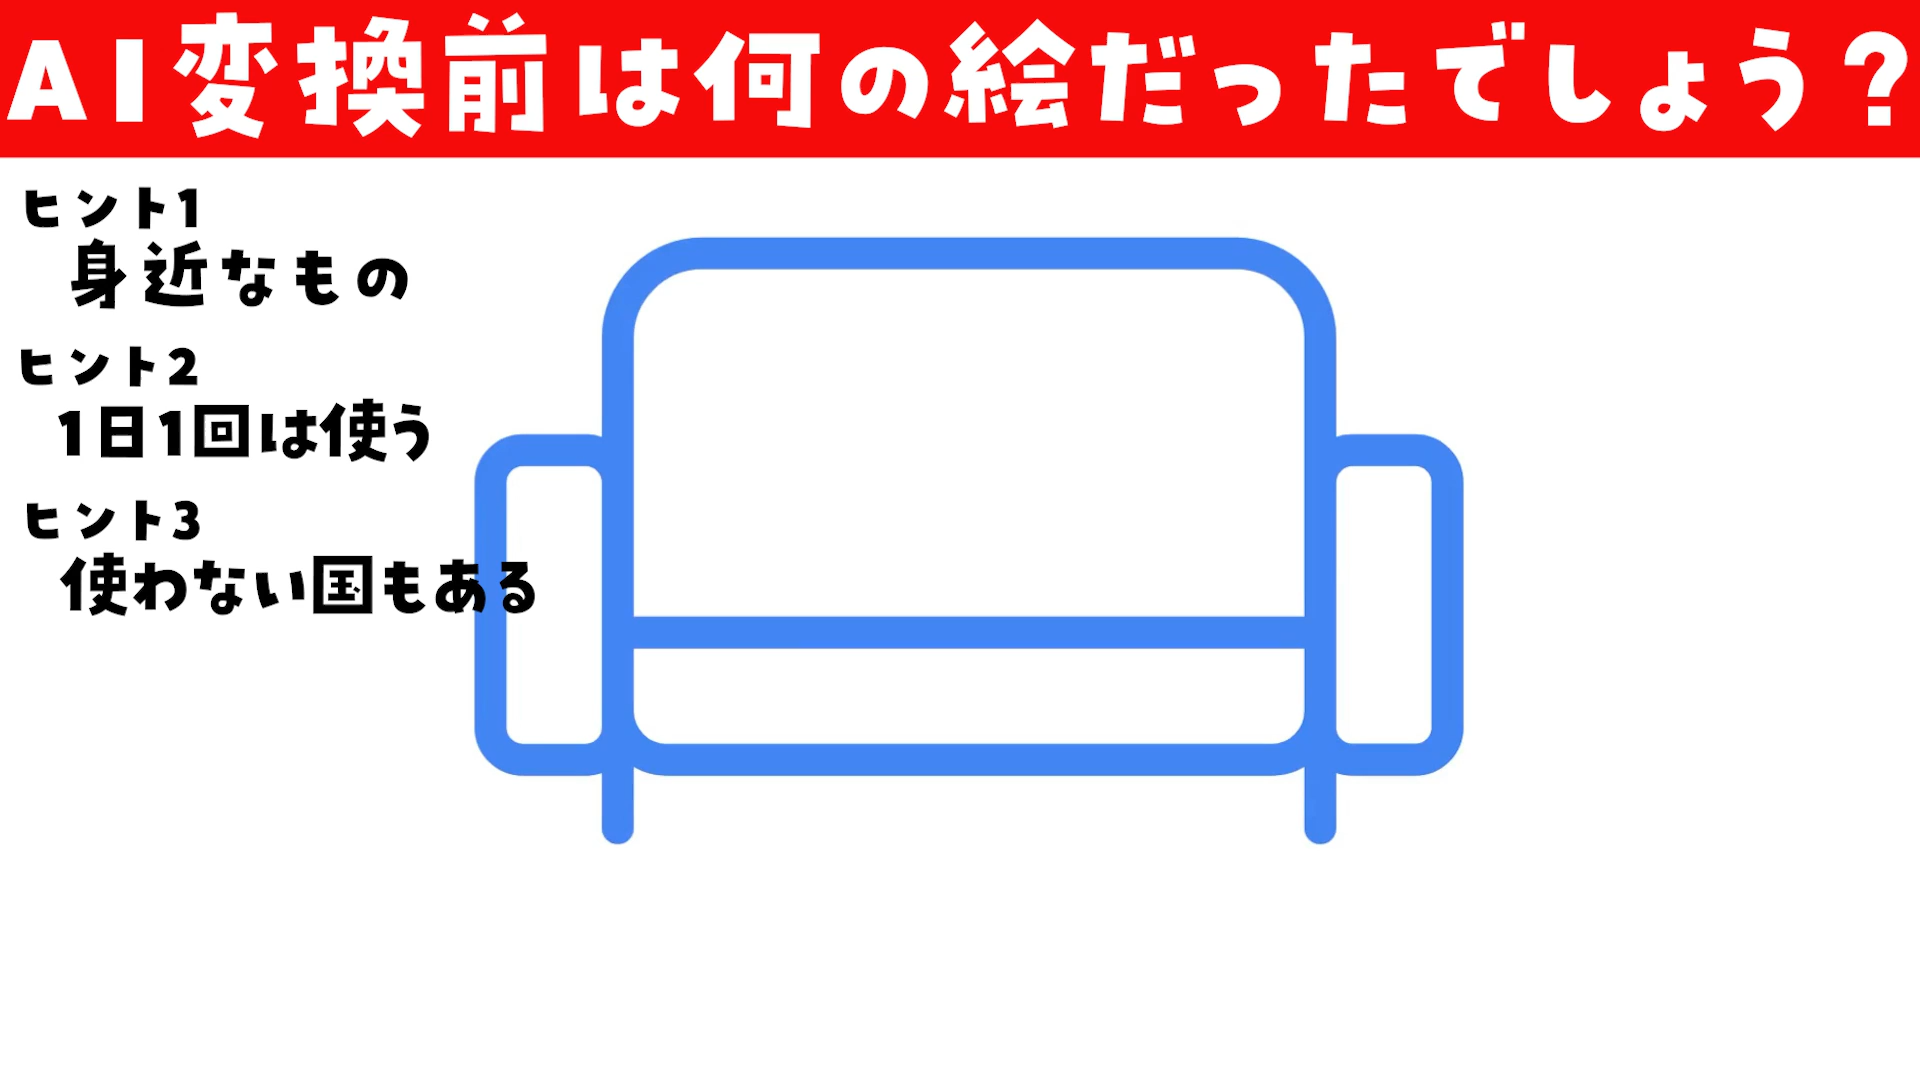 AI変換前は何の絵だったでしょう？
ヒント1
身近なもの
ヒント2
1日1回は使う
ヒント3
使わない国もある